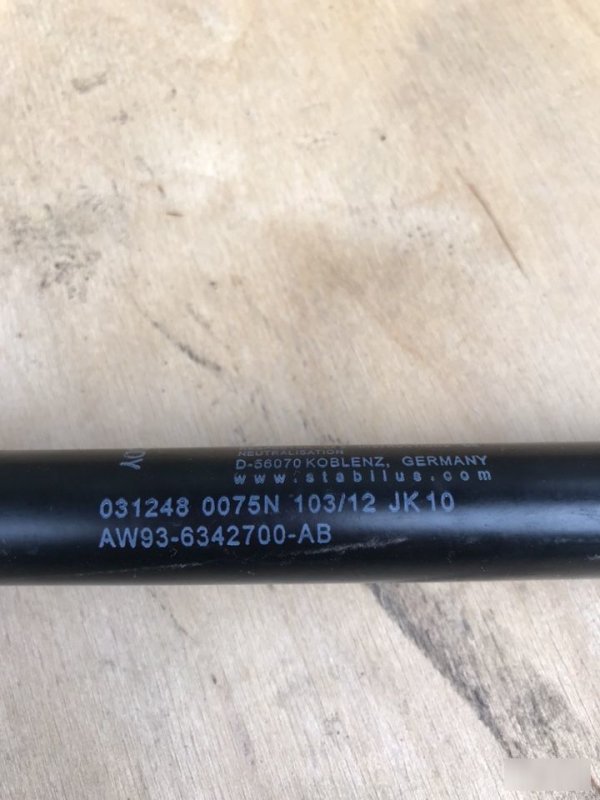 NEUTRALISATION
D-56070 KOBLENZ, GERMANY
www.stabilus.com
031248 0075N 103/12 JK10
AW93-6342700-AB